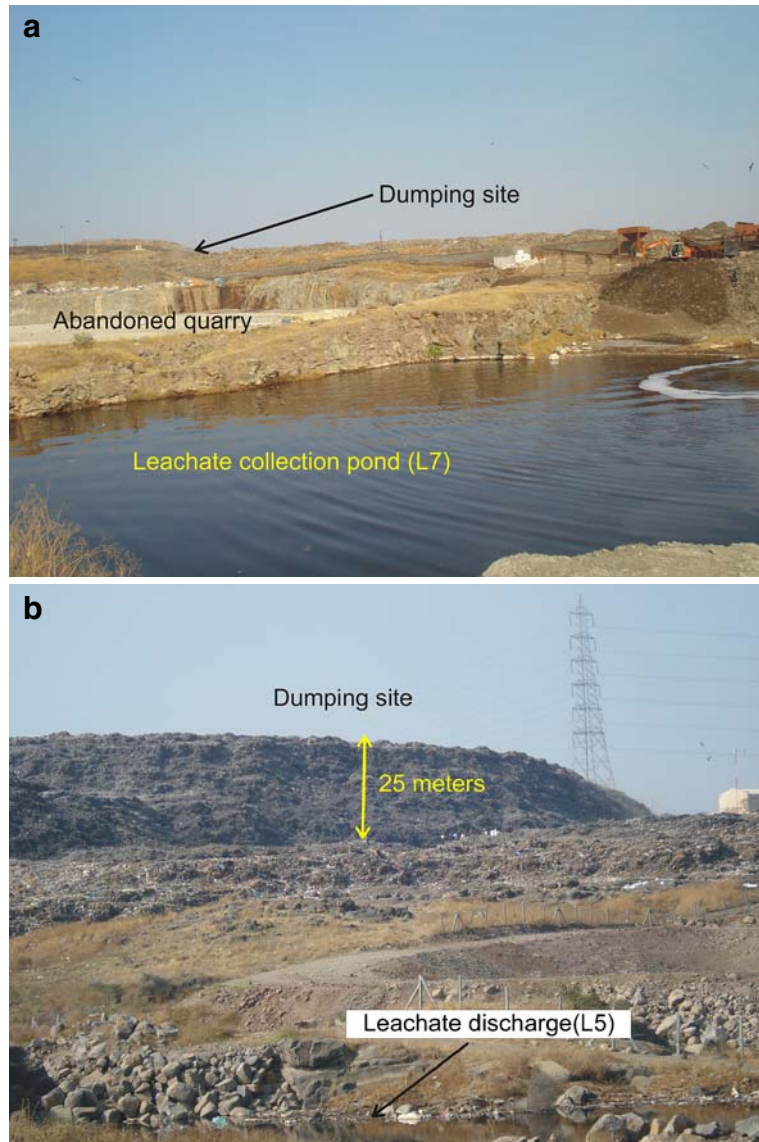 a
Dumping site
Abandoned quarry
Leachate collection pond (L7)
b
Dumping site
25 meters
Leachate discharge(L5)